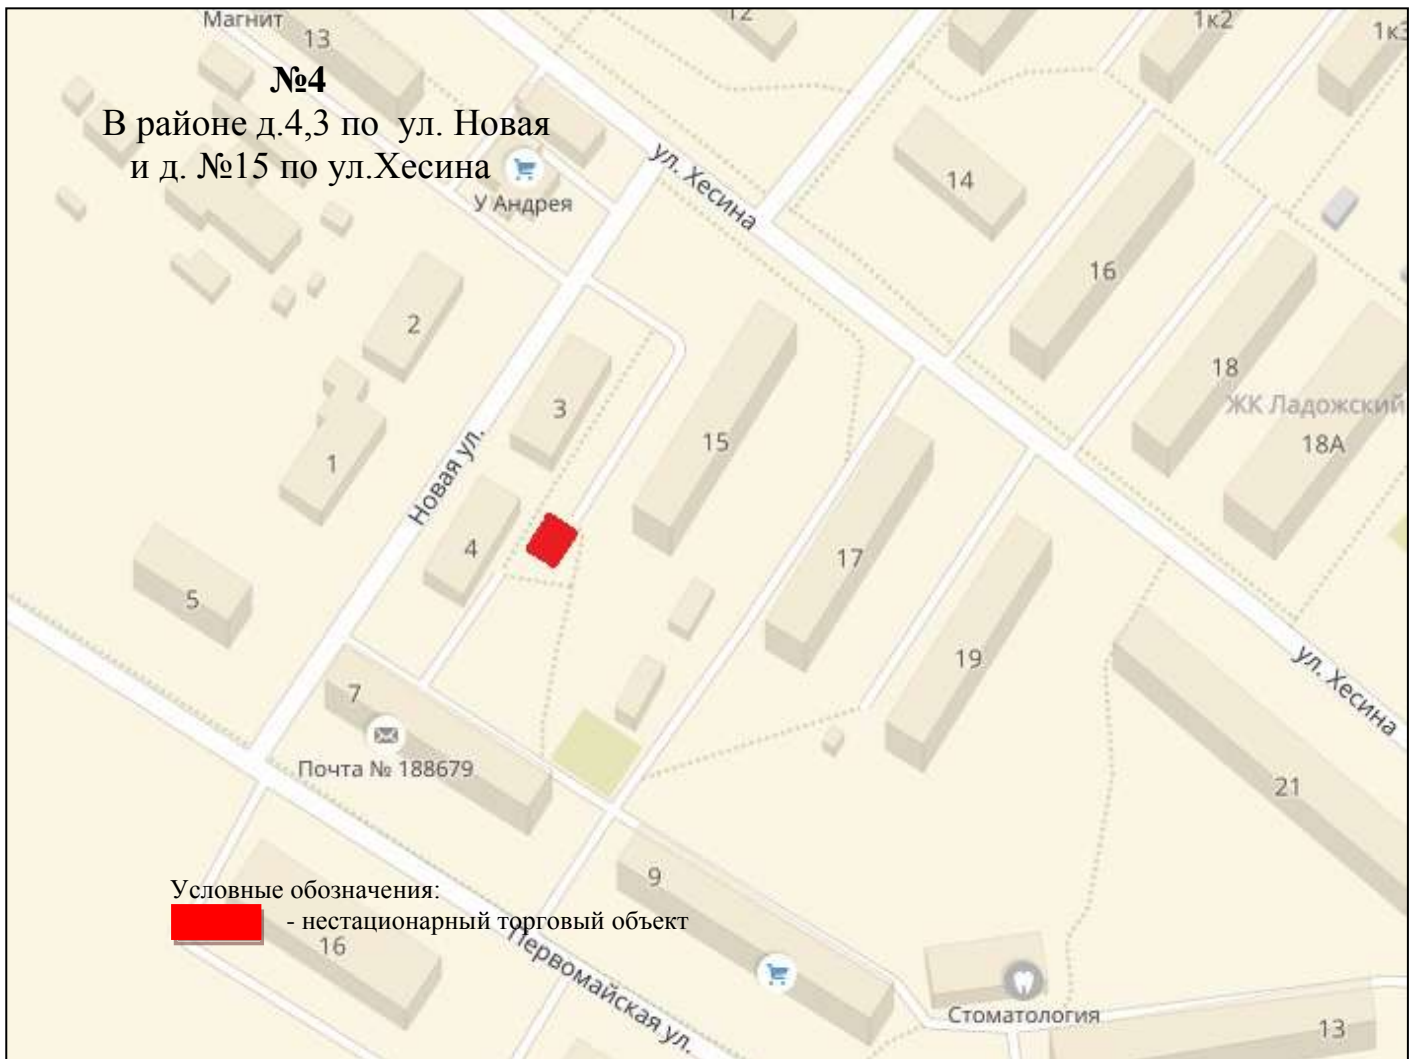 Магнит
13
12
1к2
1к3
№4
В районе д.4,3 по ул. Новая
и д. №15 по ул.Хесина
У Андрея
ул. Хесина
14
16
2
3
18
ЖК Ладожский
18А
1
15
Новая ул.
4
17
5
19
7
ул. Хесина
Почта № 188679
21
9
Условные обозначения:
- нестационарный торговый объект
16
Первомайская ул.
Стоматология
13